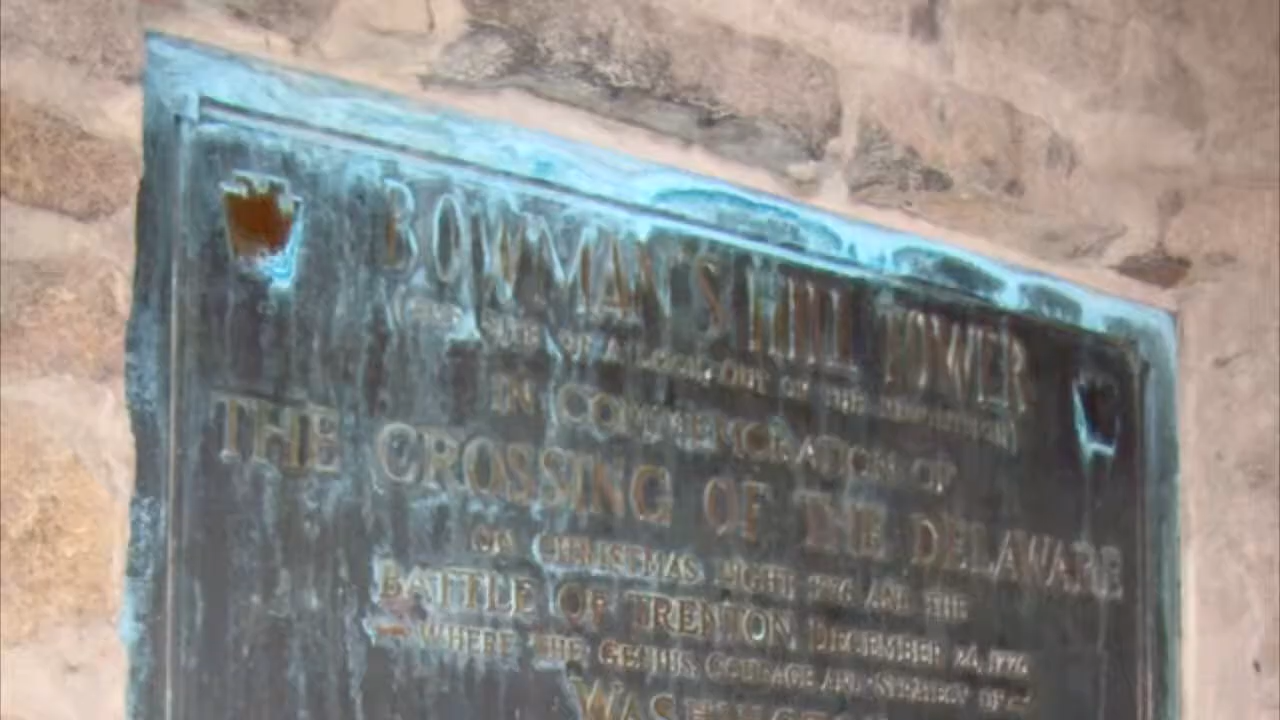 BOWMAN'S HILL TOWER
(THE SITE OF A LOOK-OUT OF THE REVOLUTION)
IN COMMEMORATION OF
THE CROSSING OF THE DELAWARE
ON CHRISTMAS NIGHT 1776 AND THE
BATTLE OF TRENTON, DECEMBER 26, 1776
WHERE THE GENIUS COURAGE AND STRATEGY OF
WASHINGTON